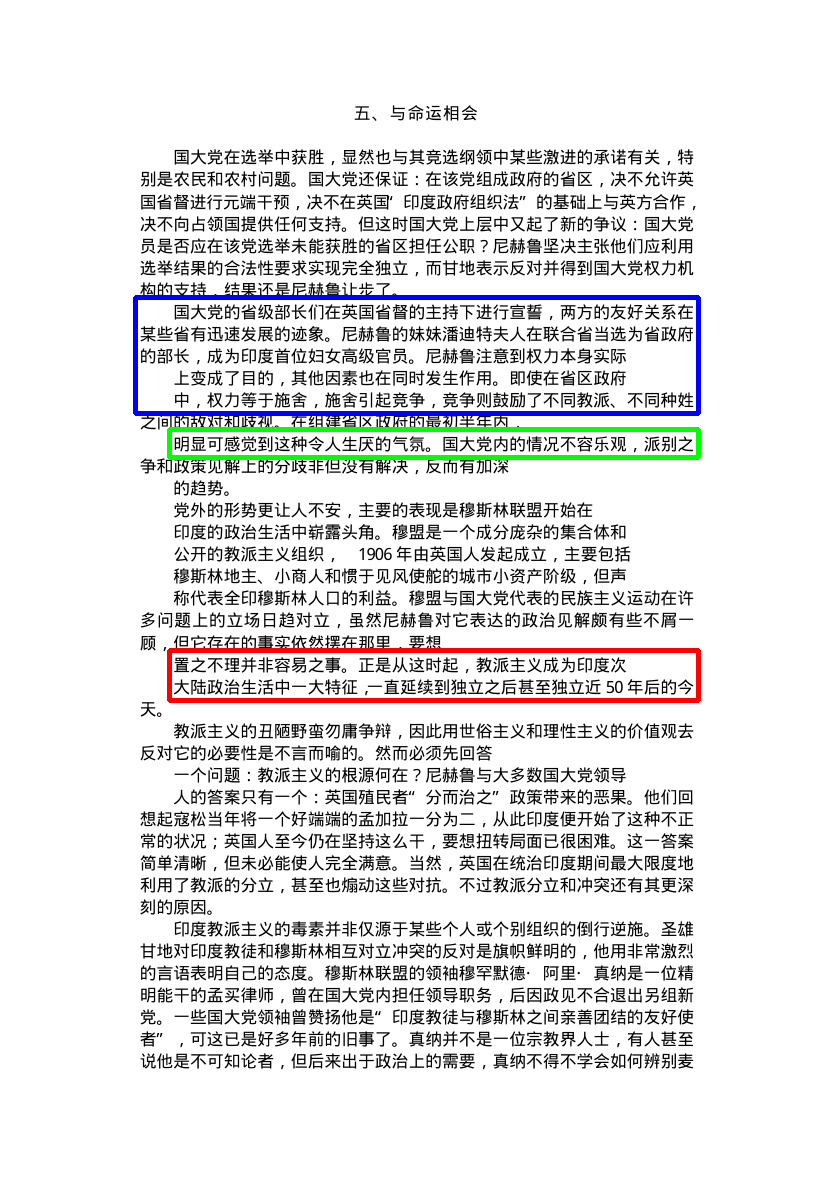 五、与命运相会
国大党在选举中获胜，显然也与其竞选纲领中某些激进的承诺有关，特
别是农民和农村问题。国大党还保证：在该党组成政府的省区，决不允许英
国省督进行元端干预，决不在英国“印度政府组织法”的基础上与英方合作，
决不向占领国提供任何支持。但这时国大党上层中又起了新的争议：国大党
员是否应在该党选举未能获胜的省区担任公职？尼赫鲁坚决主张他们应利用
选举结果的合法性要求实现完全独立，而甘地表示反对并得到国大党权力机
构的支持，结果还是尼赫鲁让步了。
国大党的省级部长们在英国省督的主持下进行宣誓，两方的友好关系在
某些省有迅速发展的迹象。尼赫鲁的妹妹潘迪特夫人在联合省当选为省政府
的部长，成为印度首位妇女高级官员。尼赫鲁注意到权力本身实际
上变成了目的，其他因素也在同时发生作用。即使在省区政府
中，权力等于施舍，施舍引起竞争，竞争则鼓励了不同教派、不同种姓
之间的敌对和歧视。在组建省区政府的最初半年内，
明显可感觉到这种令人生厌的气氛。国大党内的情况不容乐观，派别之
争和政策见解上的分歧非但没有解决，反而有加深
的趋势。
党外的形势更让人不安，主要的表现是穆斯林联盟开始在
印度的政治生活中崭露头角。穆盟是一个成分庞杂的集合体和
公开的教派主义组织， 1906 年由英国人发起成立，主要包括
穆斯林地主、小商人和惯于见风使舵的城市小资产阶级，但声
称代表全印穆斯林人口的利益。穆盟与国大党代表的民族主义运动在许
多问题上的立场日趋对立，虽然尼赫鲁对它表达的政治见解颇有些不屑一
顾，但它存在的事实依然摆在那里，要想
置之不理并非容易之事。正是从这时起，教派主义成为印度次
大陆政治生活中一大特征，一直延续到独立之后甚至独立近 50 年后的今
天。
教派主义的丑陋野蛮勿庸争辩，因此用世俗主义和理性主义的价值观去
反对它的必要性是不言而喻的。然而必须先回答
一个问题：教派主义的根源何在？尼赫鲁与大多数国大党领导
人的答案只有一个：英国殖民者“分而治之”政策带来的恶果。他们回
想起寇松当年将一个好端端的孟加拉一分为二，从此印度便开始了这种不正
常的状况；英国人至今仍在坚持这么干，要想扭转局面已很困难。这一答案
简单清晰，但未必能使人完全满意。当然，英国在统治印度期间最大限度地
利用了教派的分立，甚至也煽动这些对抗。不过教派分立和冲突还有其更深
刻的原因。
印度教派主义的毒素并非仅源于某些个人或个别组织的倒行逆施。圣雄
甘地对印度教徒和穆斯林相互对立冲突的反对是旗帜鲜明的，他用非常激烈
的言语表明自己的态度。穆斯林联盟的领袖穆罕默德·阿里·真纳是一位精
明能干的孟买律师，曾在国大党内担任领导职务，后因政见不合退出另组新
党。一些国大党领袖曾赞扬他是“印度教徒与穆斯林之间亲善团结的友好使
者”，可这已是好多年前的旧事了。真纳并不是一位宗教界人士，有人甚至
说他是不可知论者，但后来出于政治上的需要，真纳不得不学会如何辨别麦